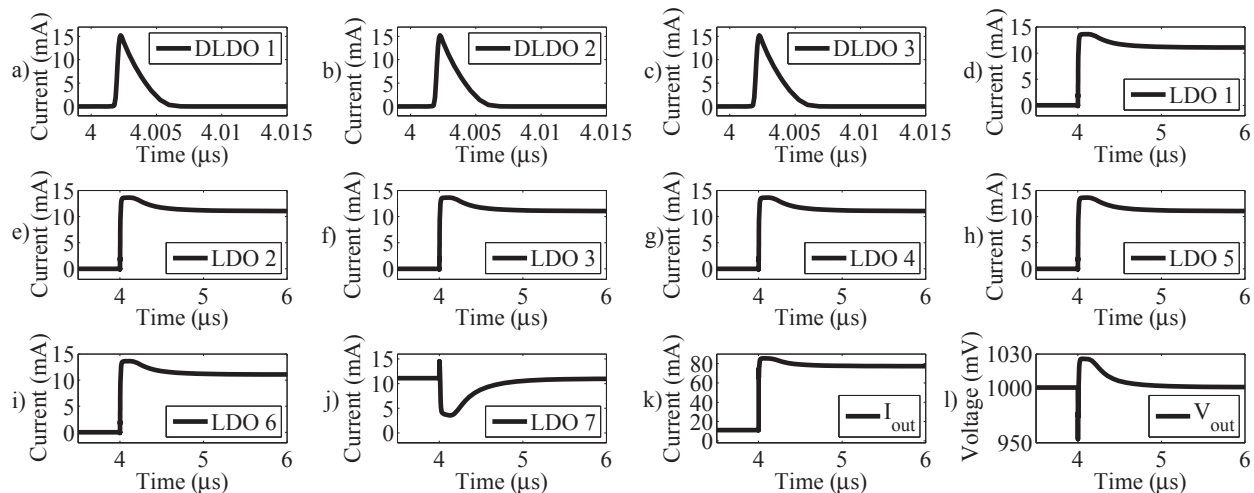 a)
Current (mA)
15
10
5
0
DLDO 1
4 4.005 4.01 4.015
Time (μs)
b)
Current (mA)
15
10
5
0
DLDO 2
4 4.005 4.01 4.015
Time (μs)
c)
Current (mA)
15
10
5
0
DLDO 3
4 4.005 4.01 4.015
Time (μs)
d)
Current (mA)
15
10
5
0
LDO 1
4 5 6
Time (μs)
e)
Current (mA)
15
10
5
0
LDO 2
4 5 6
Time (μs)
f)
Current (mA)
15
10
5
0
LDO 3
4 5 6
Time (μs)
g)
Current (mA)
15
10
5
0
LDO 4
4 5 6
Time (μs)
h)
Current (mA)
15
10
5
0
LDO 5
4 5 6
Time (μs)
i)
Current (mA)
15
10
5
0
LDO 6
4 5 6
Time (μs)
j)
Current (mA)
15
10
5
0
LDO 7
4 5 6
Time (μs)
k)
Current (mA)
80
60
40
20
0
I_out
4 5 6
Time (μs)
l)
Voltage (mV)
1030
1000
950
V_out
4 5 6
Time (μs)